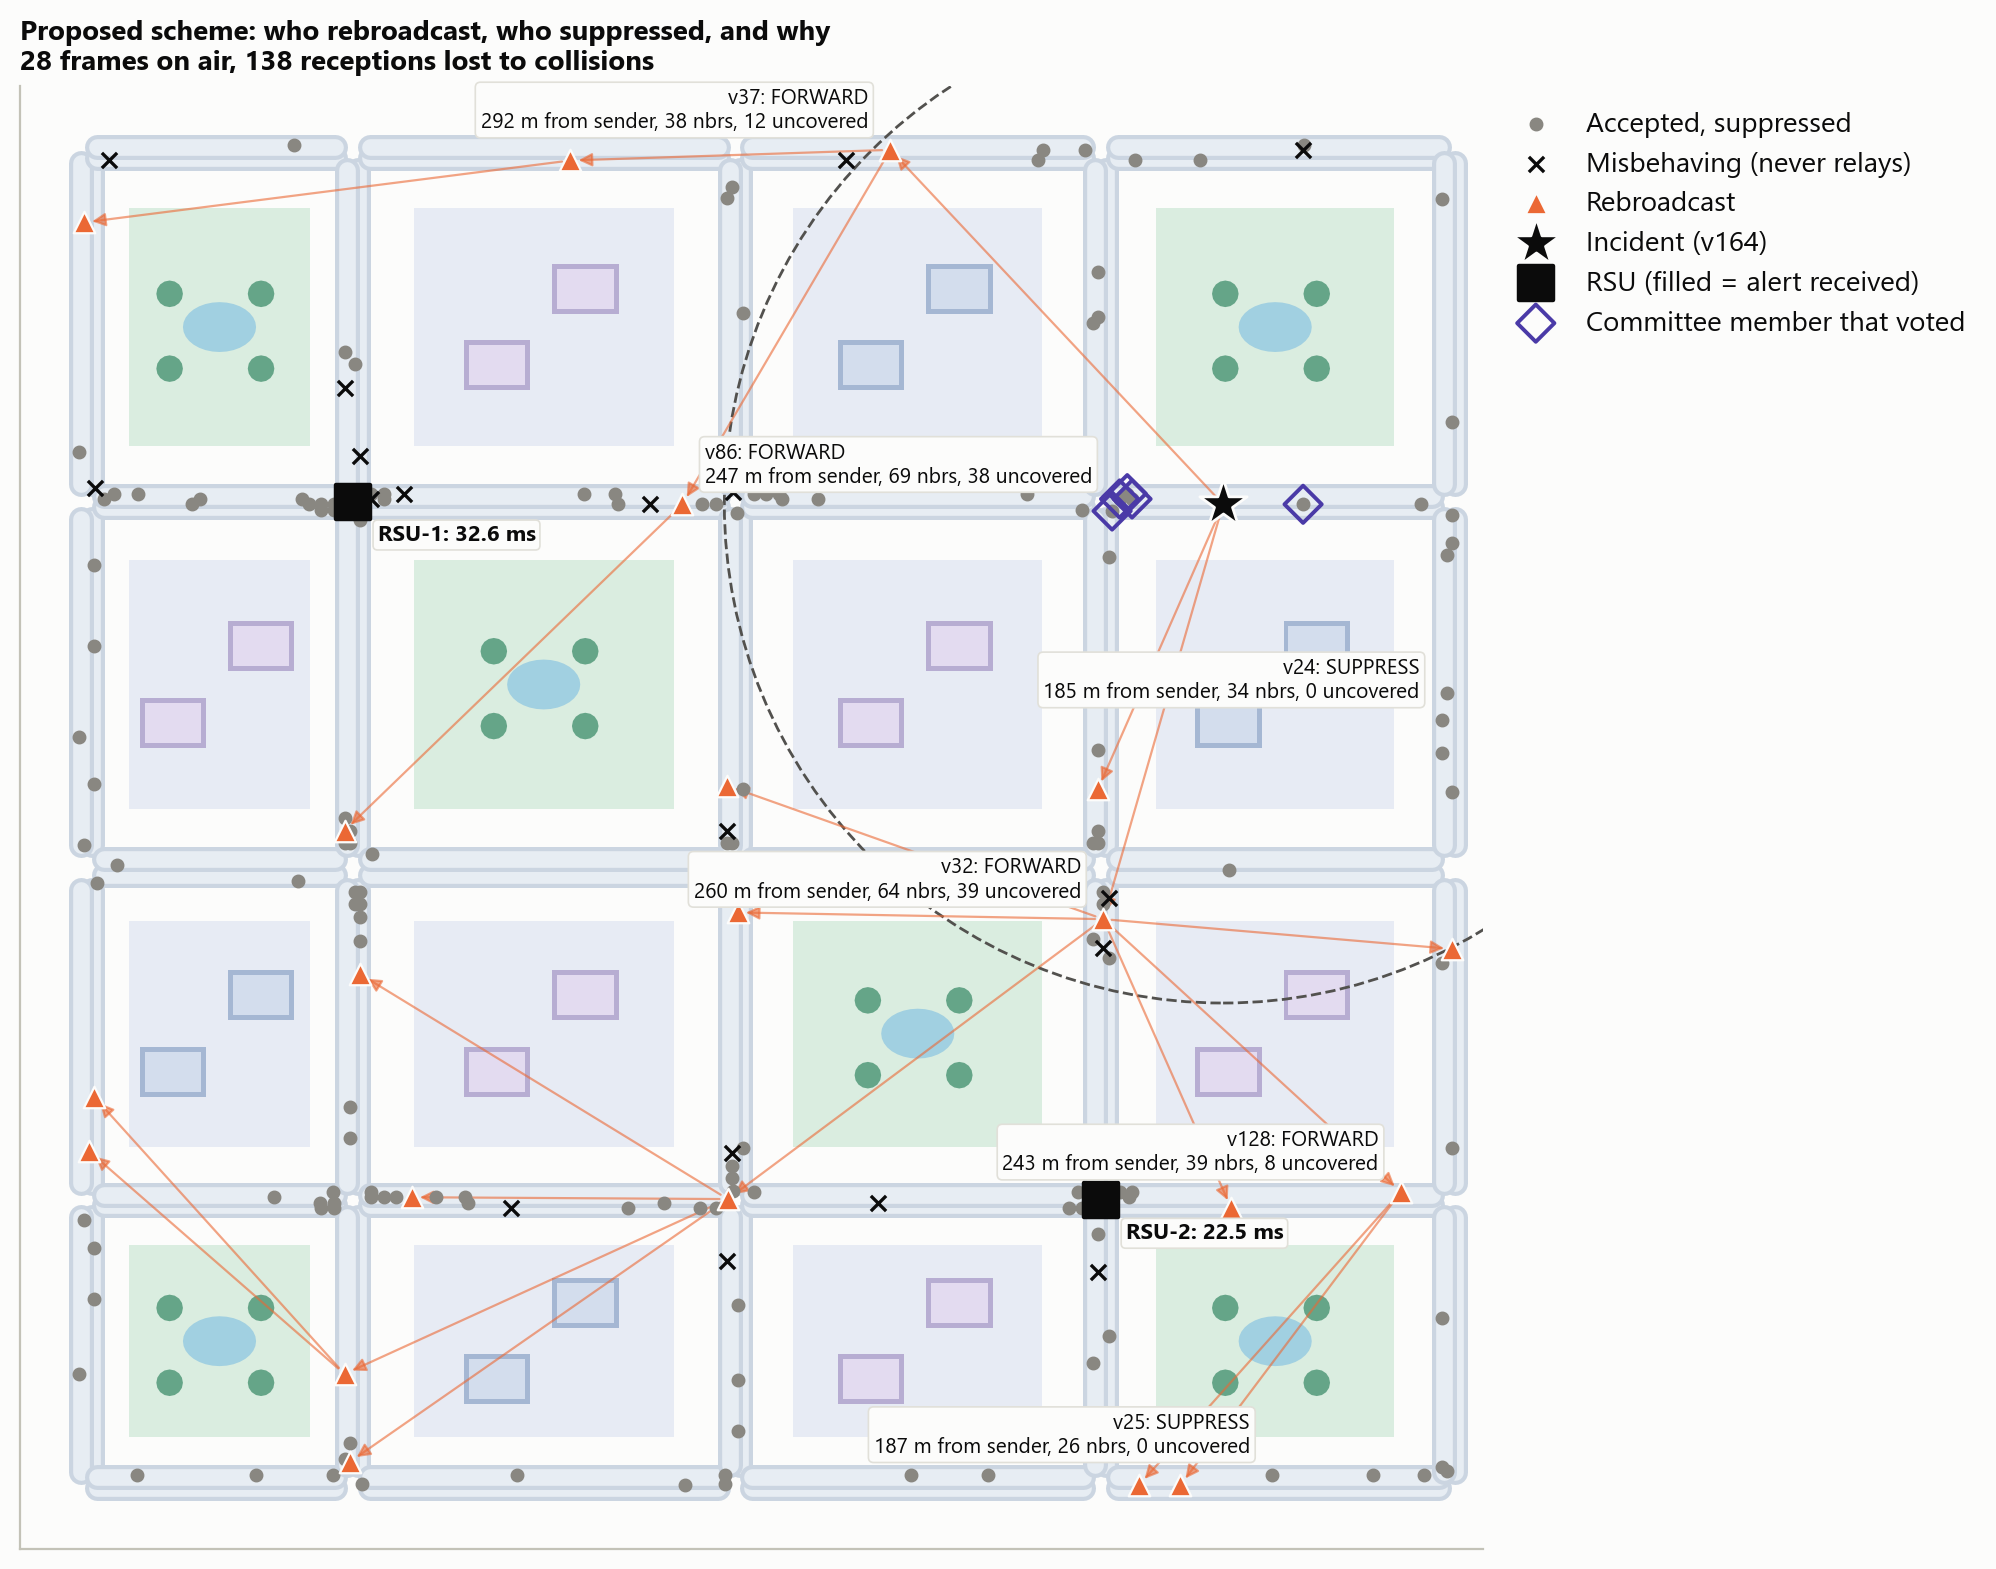 Proposed scheme: who rebroadcast, who suppressed, and why
28 frames on air, 138 receptions lost to collisions
v37: FORWARD
292 m from sender, 38 nbrs, 12 uncovered
Accepted, suppressed
Misbehaving (never relays)
Rebroadcast
Incident (v164)
RSU (filled = alert received)
Committee member that voted
v86: FORWARD
247 m from sender, 69 nbrs, 38 uncovered
RSU-1: 32.6 ms
v24: SUPPRESS
185 m from sender, 34 nbrs, 0 uncovered
v32: FORWARD
260 m from sender, 64 nbrs, 39 uncovered
v128: FORWARD
243 m from sender, 39 nbrs, 8 uncovered
RSU-2: 22.5 ms
v25: SUPPRESS
187 m from sender, 26 nbrs, 0 uncovered